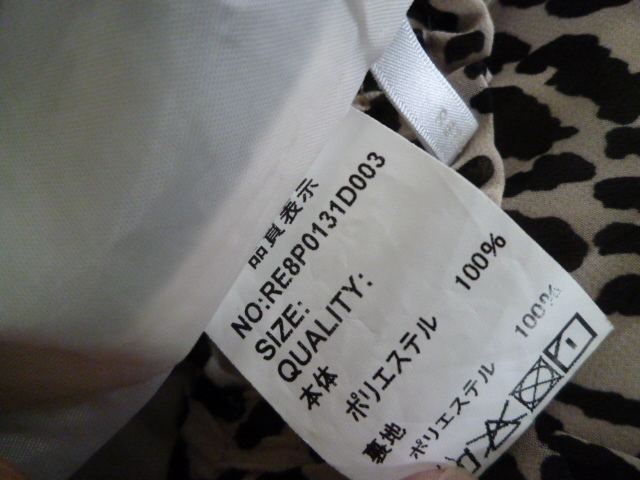 品質表示
NO:RE8P0131D003
SIZE:
QUALITY:
本体 ポリエステル 100%
裏地 ポリエステル 100%